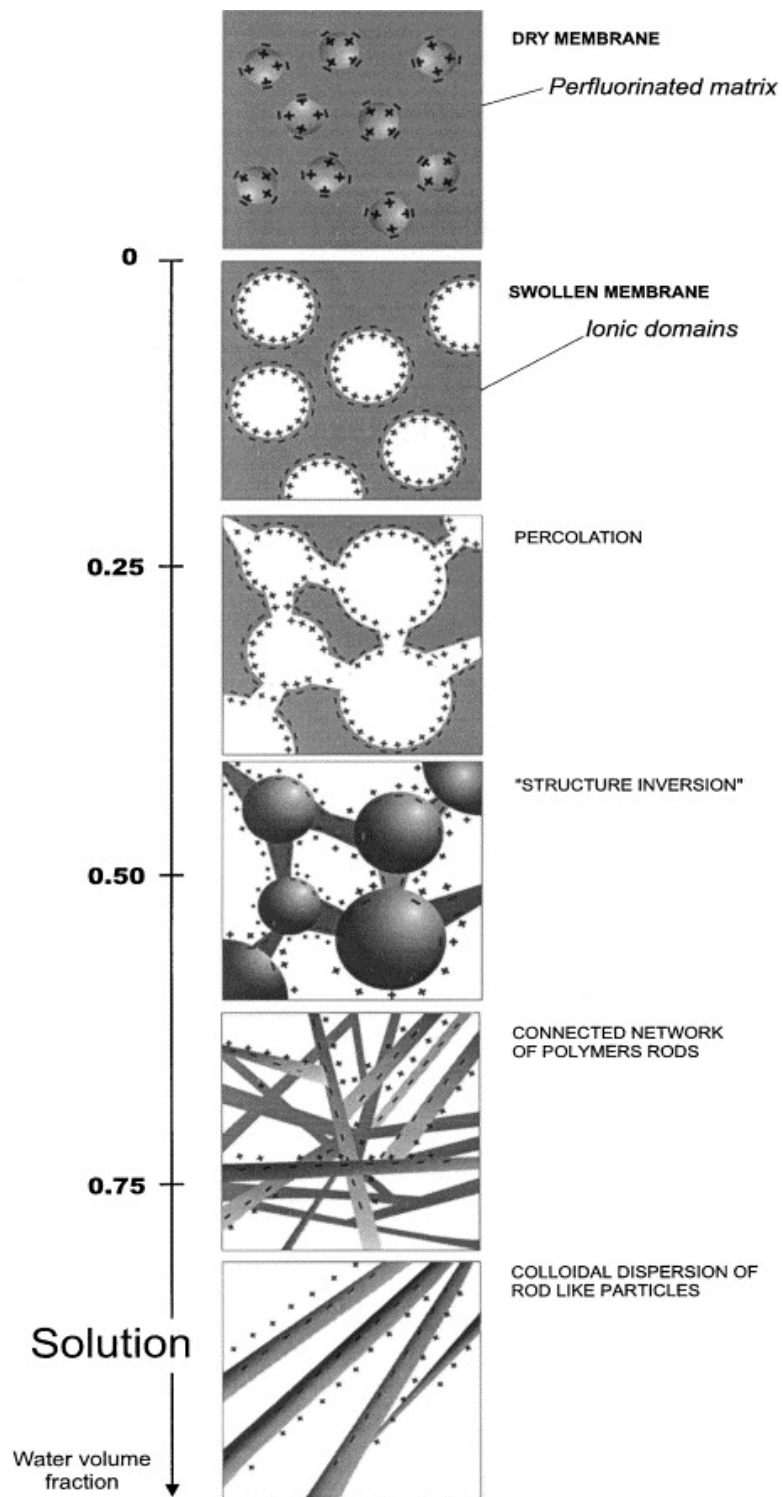 DRY MEMBRANE
Perfluorinated matrix
0
SWOLLEN MEMBRANE
Ionic domains
0.25
PERCOLATION
"STRUCTURE INVERSION"
0.50
CONNECTED NETWORK
OF POLYMERS RODS
0.75
COLLOIDAL DISPERSION OF
ROD LIKE PARTICLES
Solution
Water volume
fraction